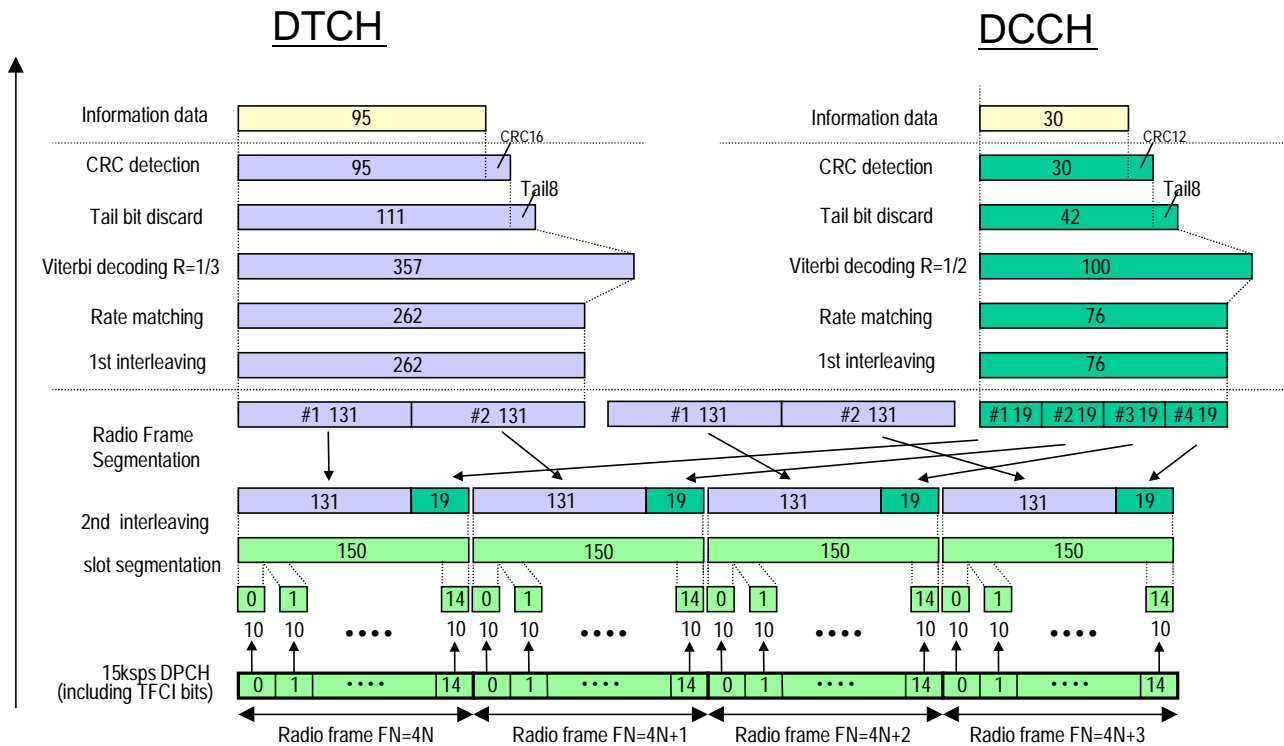 DTCH DCCH
Information data 95 Information data 30
CRC16 CRC12
CRC detection 95 CRC detection 30
Tail8 Tail8
Tail bit discard 111 Tail bit discard 42
Viterbi decoding R=1/3 357 Viterbi decoding R=1/2 100
Rate matching 262 Rate matching 76
1st interleaving 262 1st interleaving 76
#1 131 #2 131 #1 131 #2 131 #1 19 #2 19 #3 19 #4 19
Radio Frame
Segmentation
131 19 131 19 131 19 131 19
2nd interleaving
150 150 150 150
slot segmentation
0 1 14 0 1 14 0 1 14 0 1 14
10 10 •••• 10 10 10 •••• 10 10 10 •••• 10 10 10 •••• 10
15ksps DPCH
(including TFCI bits)
0 1 •••• 14 0 1 •••• 14 0 1 •••• 14 0 1 •••• 14
Radio frame FN=4N Radio frame FN=4N+1 Radio frame FN=4N+2 Radio frame FN=4N+3